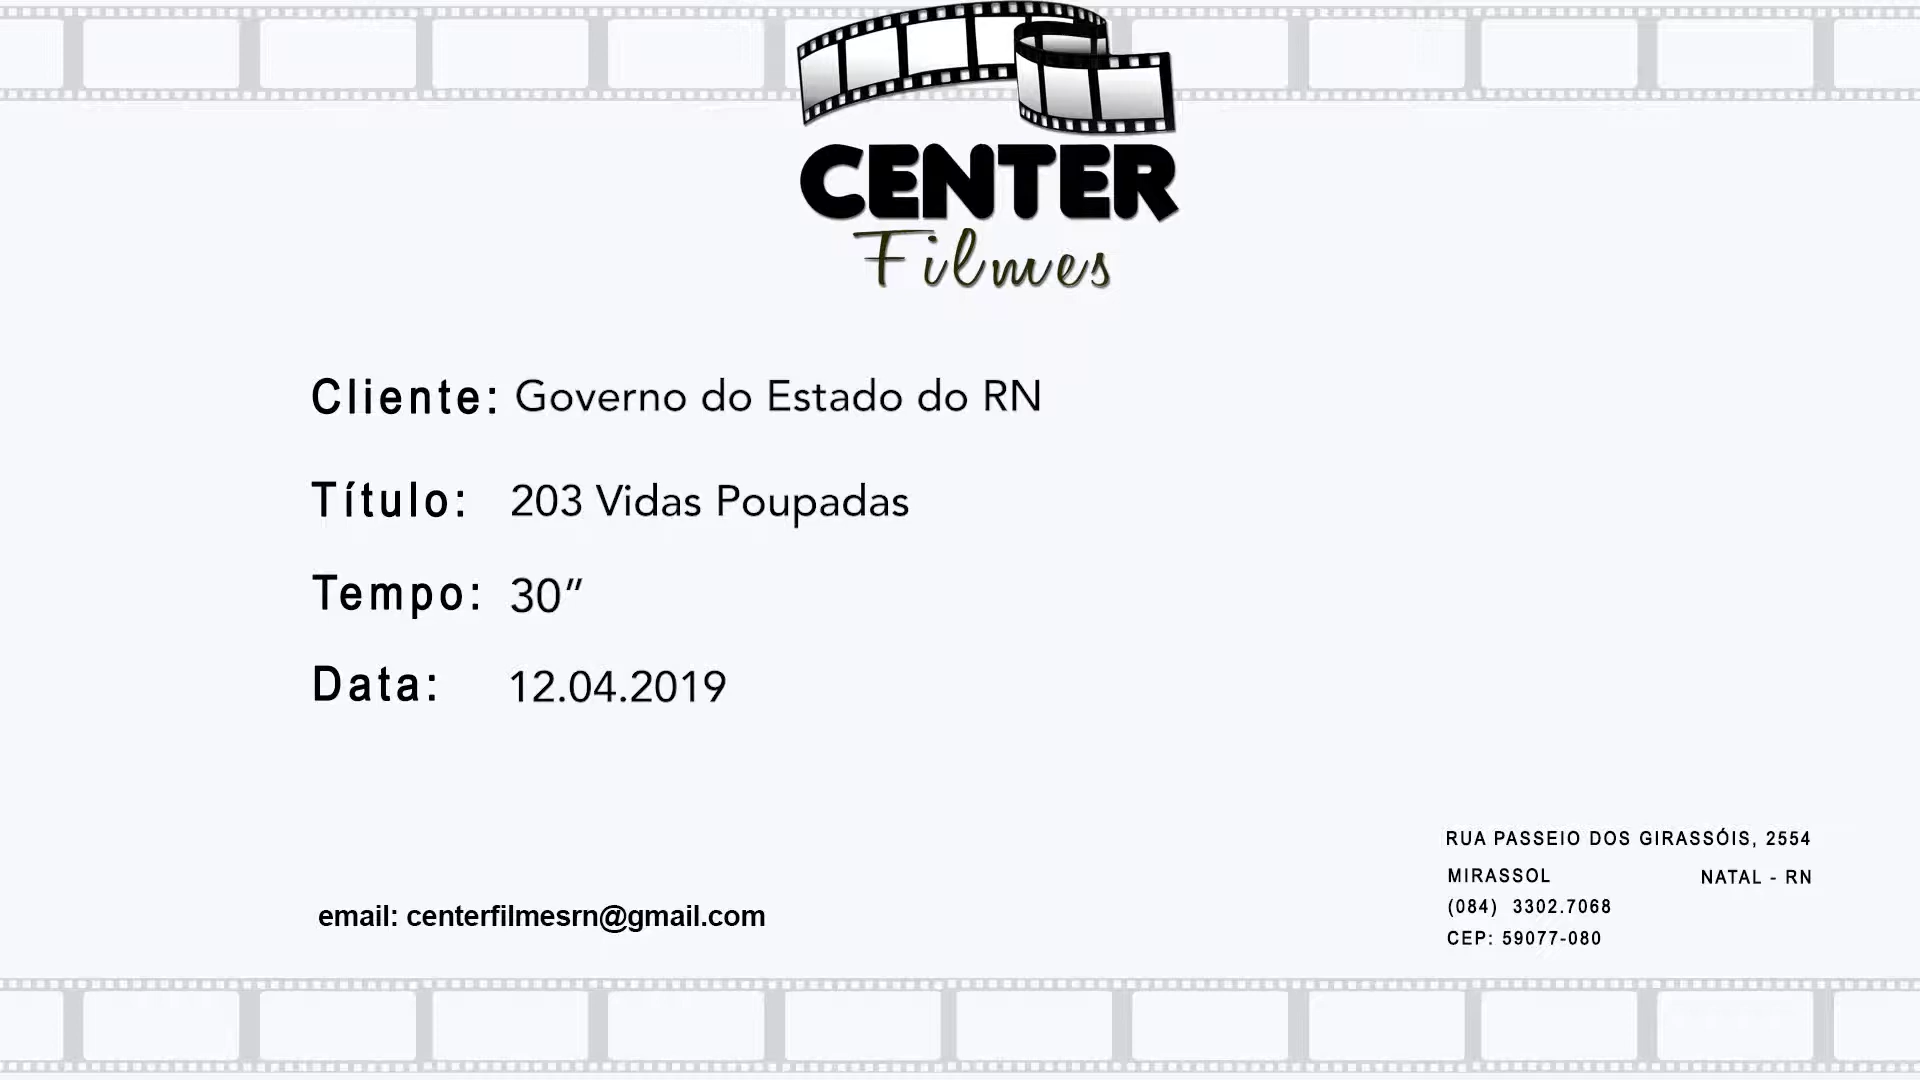 CENTER
Filmes
Cliente: Governo do Estado do RN
Título: 203 Vidas Poupadas
Tempo: 30”
Data: 12.04.2019
RUA PASSEIO DOS GIRASSÓIS, 2554
MIRASSOL NATAL - RN
(084) 3302.7068
CEP: 59077-080
email: centerfilmesrn@gmail.com